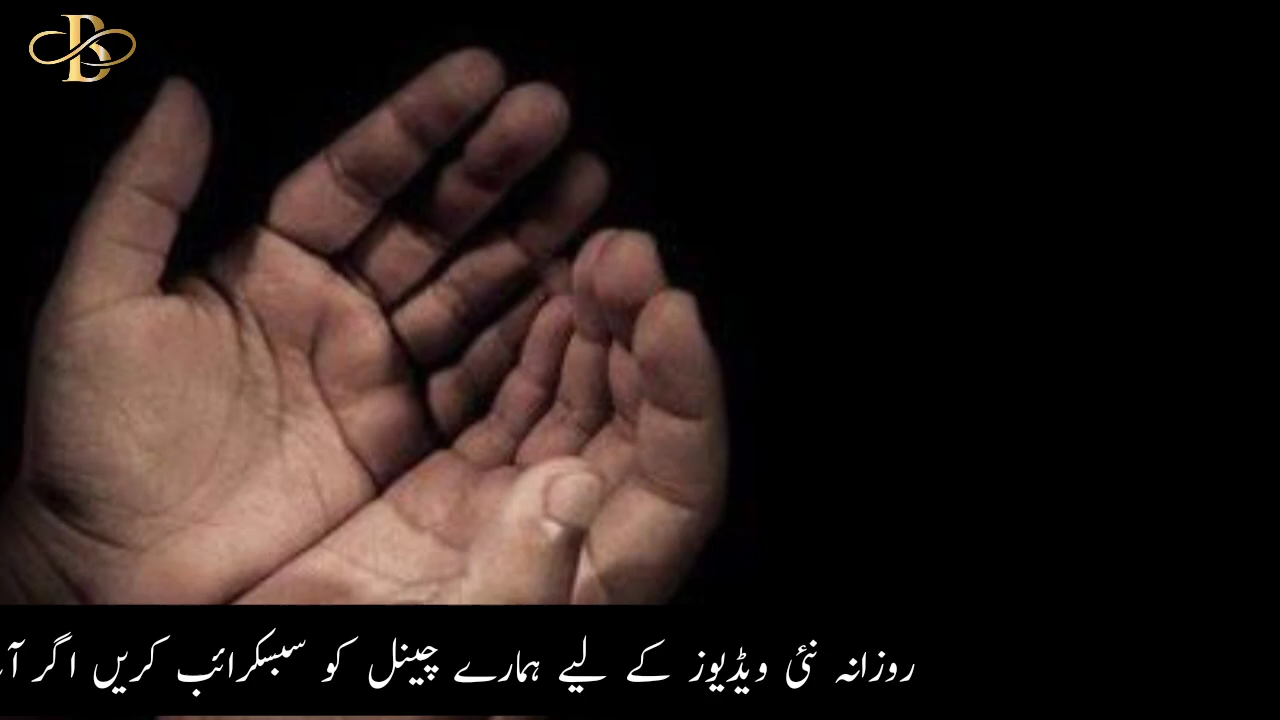 B
روزانہ نئی ویڈیوز کے لیے ہمارے چینل کو سبسکرائب کریں اگر